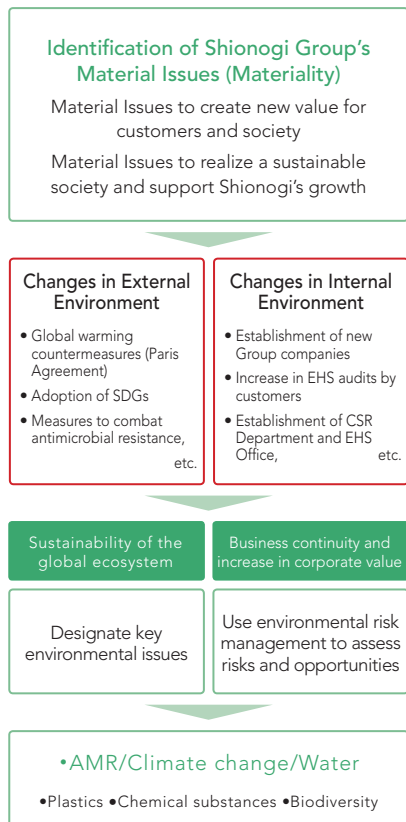 Identification of Shionogi Group's
Material Issues (Materiality)
Material Issues to create new value for
customers and society
Material Issues to realize a sustainable
society and support Shionogi's growth
Changes in External
Environment
• Global warming
countermeasures (Paris
Agreement)
• Adoption of SDGs
• Measures to combat
antimicrobial resistance,
etc.
Changes in Internal
Environment
• Establishment of new
Group companies
• Increase in EHS audits by
customers
• Establishment of CSR
Department and EHS
Office, etc.
Sustainability of the
global ecosystem
Business continuity and
increase in corporate value
Designate key
environmental issues
Use environmental risk
management to assess
risks and opportunities
•AMR/Climate change/Water
•Plastics •Chemical substances •Biodiversity